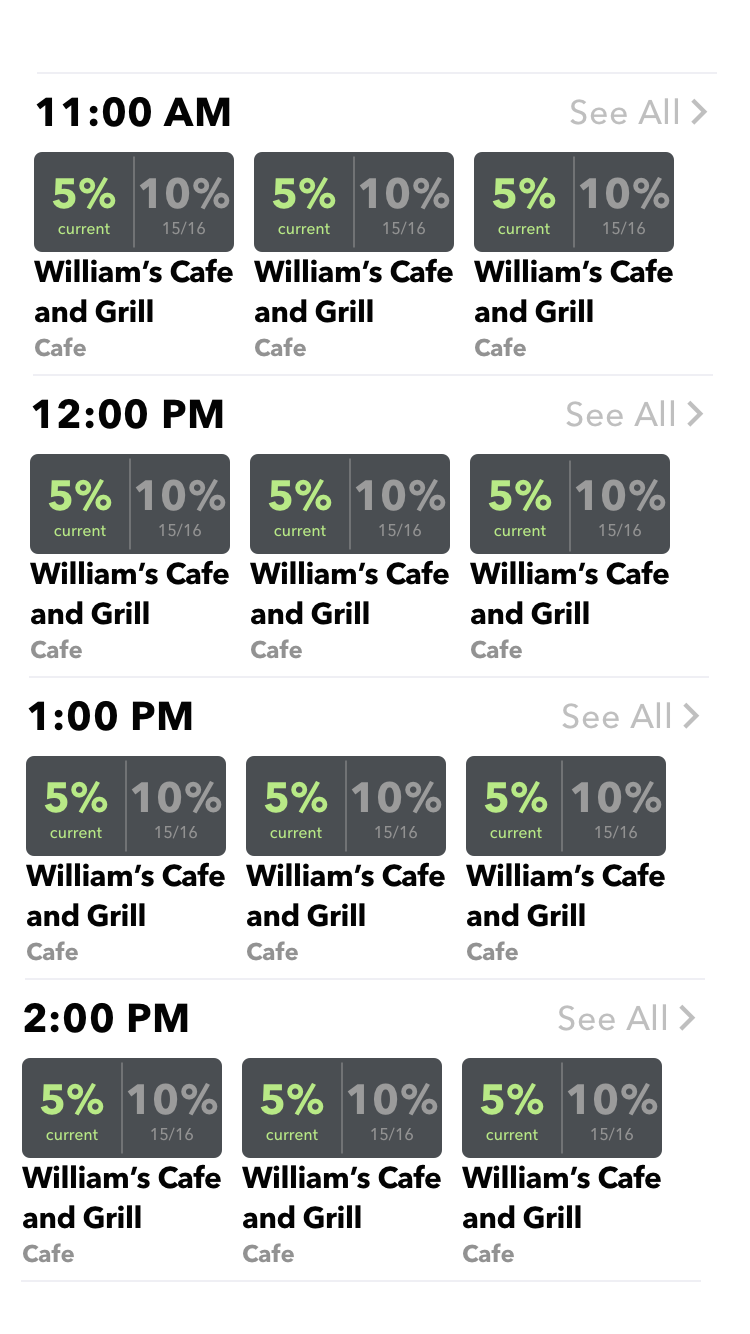 11:00 AM See All
5% 10% 5% 10% 5% 10%
current 15/16 current 15/16 current 15/16
William’s Cafe William’s Cafe William’s Cafe
and Grill and Grill and Grill
Cafe Cafe Cafe
12:00 PM See All
5% 10% 5% 10% 5% 10%
current 15/16 current 15/16 current 15/16
William’s Cafe William’s Cafe William’s Cafe
and Grill and Grill and Grill
Cafe Cafe Cafe
1:00 PM See All
5% 10% 5% 10% 5% 10%
current 15/16 current 15/16 current 15/16
William’s Cafe William’s Cafe William’s Cafe
and Grill and Grill and Grill
Cafe Cafe Cafe
2:00 PM See All
5% 10% 5% 10% 5% 10%
current 15/16 current 15/16 current 15/16
William’s Cafe William’s Cafe William’s Cafe
and Grill and Grill and Grill
Cafe Cafe Cafe